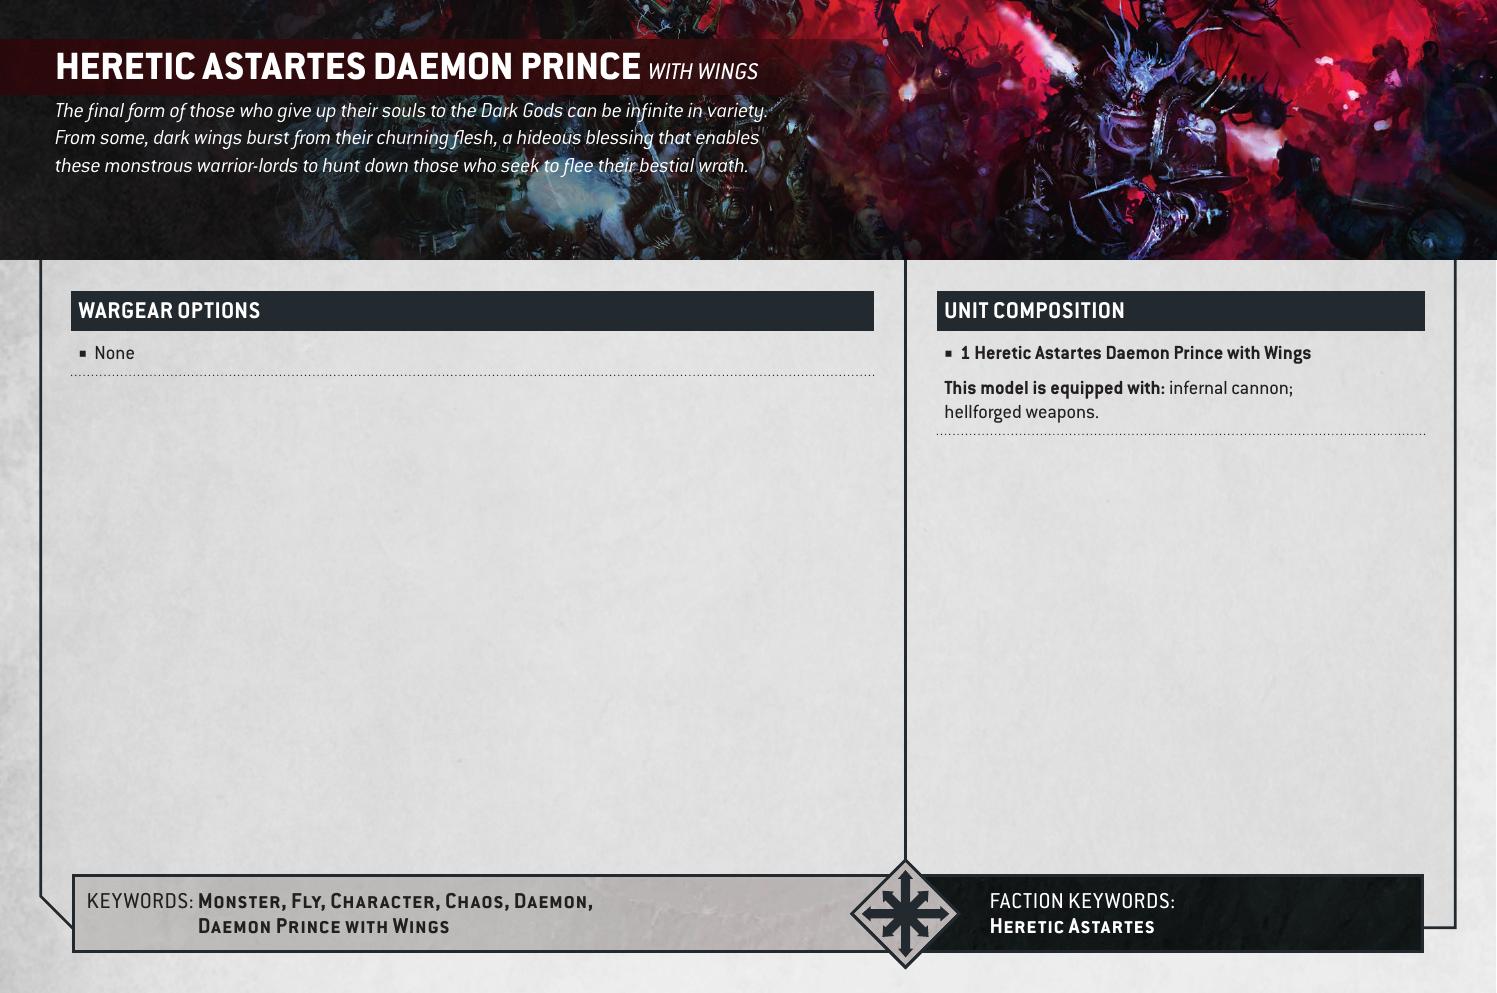 HERETIC ASTARTES DAEMON PRINCE WITH WINGS
The final form of those who give up their souls to the Dark Gods can be infinite in variety.
From some, dark wings burst from their churning flesh, a hideous blessing that enables
these monstrous warrior-lords to hunt down those who seek to flee their bestial wrath.
WARGEAR OPTIONS
▪ None
UNIT COMPOSITION
▪ 1 Heretic Astartes Daemon Prince with Wings
This model is equipped with: infernal cannon;
hellforged weapons.
KEYWORDS: Monster, Fly, Character, Chaos, Daemon,
Daemon Prince with Wings
FACTION KEYWORDS:
Heretic Astartes